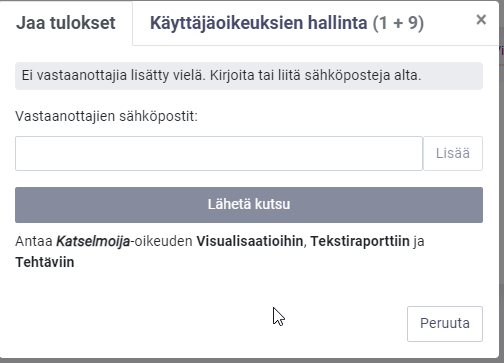 Jaa tulokset
Käyttäjäoikeuksien hallinta (1 + 9)
×
Ei vastaanottajia lisätty vielä. Kirjoita tai liitä sähköposteja alta.
Vastaanottajien sähköpostit:
Lisää
Lähetä kutsu
Antaa Katselmoija-oikeuden Visualisaatioihin, Tekstiraporttiin ja
Tehtäviin
Peruuta